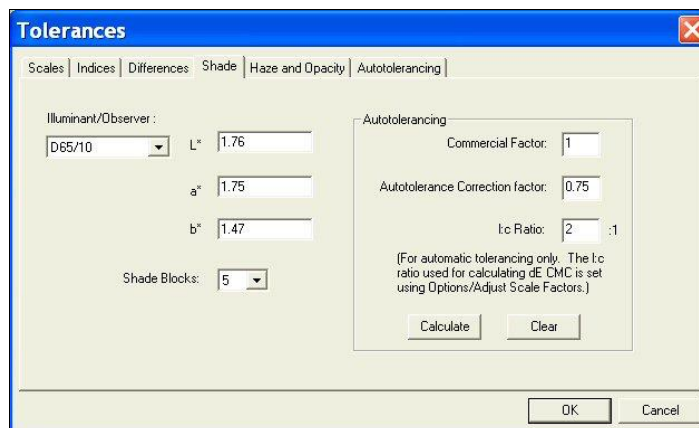 Tolerances
Scales Indices Differences Shade Haze and Opacity Autotolerancing
Illuminant/Observer :
D65/10
L* 1.76
a* 1.75
b* 1.47
Shade Blocks: 5
Autotolerancing
Commercial Factor: 1
Autotolerance Correction factor: 0.75
l:c Ratio: 2 :1
(For automatic tolerancing only. The l:c
ratio used for calculating dE CMC is set
using Options/Adjust Scale Factors.)
Calculate Clear
OK Cancel